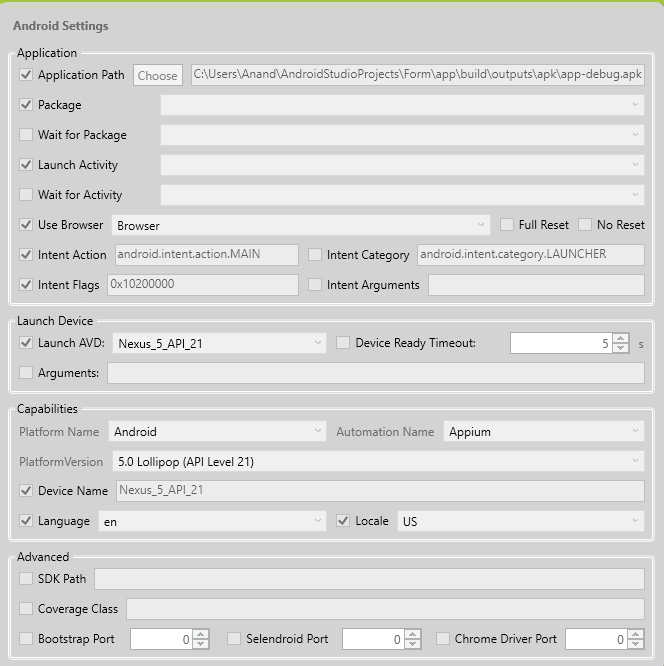 Android Settings
Application
Application Path Choose C:\Users\Anand\AndroidStudioProjects\Form\app\build\outputs\apk\app-debug.apk
Package
Wait for Package
Launch Activity
Wait for Activity
Use Browser Browser Full Reset No Reset
Intent Action android.intent.action.MAIN Intent Category android.intent.category.LAUNCHER
Intent Flags 0x10200000 Intent Arguments
Launch Device
Launch AVD: Nexus_5_API_21 Device Ready Timeout: 5 s
Arguments:
Capabilities
Platform Name Android Automation Name Appium
PlatformVersion 5.0 Lollipop (API Level 21)
Device Name Nexus_5_API_21
Language en Locale US
Advanced
SDK Path
Coverage Class
Bootstrap Port 0 Selendroid Port 0 Chrome Driver Port 0